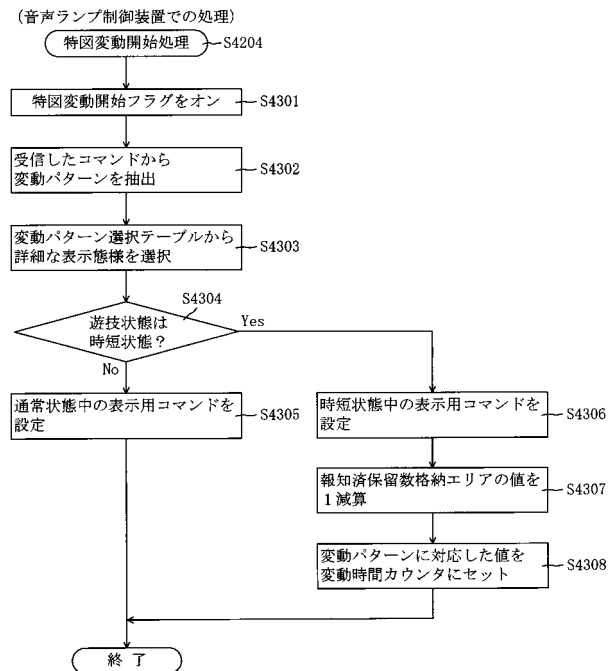 (音声ランプ制御装置での処理)
特図変動開始処理
S4204
特図変動開始フラグをオン
S4301
受信したコマンドから
変動パターンを抽出
S4302
変動パターン選択テーブルから
詳細な表示態様を選択
S4303
S4304
遊技状態は
時短状態?
Yes
No
通常状態中の表示用コマンドを
設定
S4305
時短状態中の表示用コマンドを
設定
S4306
報知済保留数格納エリアの値を
1減算
S4307
変動パターンに対応した値を
変動時間カウンタにセット
S4308
終 了